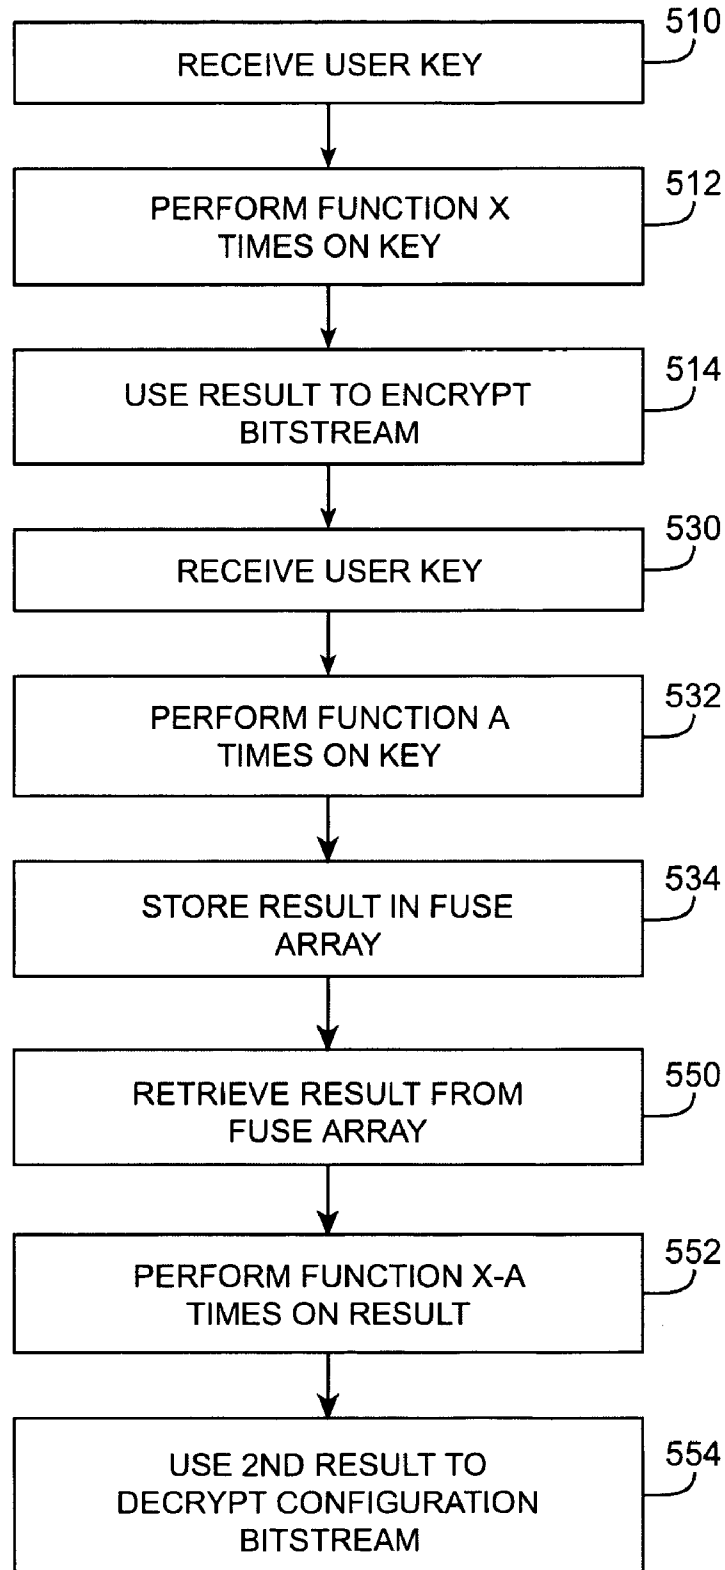 510
RECEIVE USER KEY
512
PERFORM FUNCTION X
TIMES ON KEY
514
USE RESULT TO ENCRYPT
BITSTREAM
530
RECEIVE USER KEY
532
PERFORM FUNCTION A
TIMES ON KEY
534
STORE RESULT IN FUSE
ARRAY
550
RETRIEVE RESULT FROM
FUSE ARRAY
552
PERFORM FUNCTION X-A
TIMES ON RESULT
554
USE 2ND RESULT TO
DECRYPT CONFIGURATION
BITSTREAM